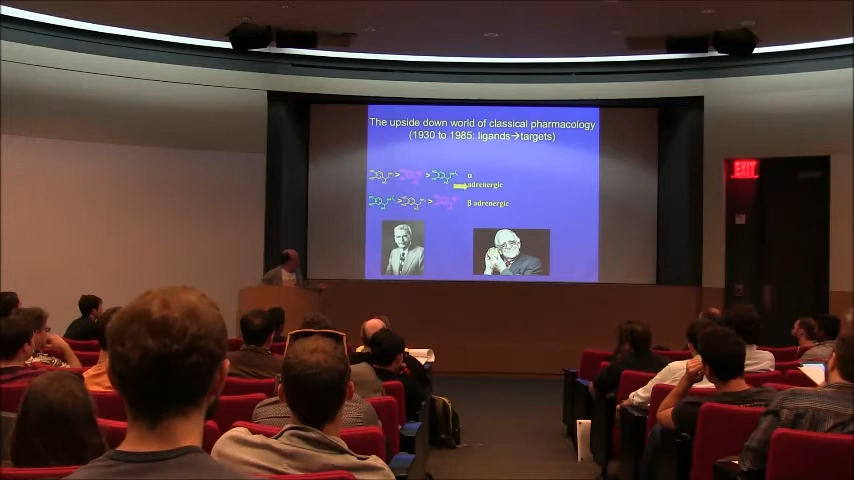 The upside down world of classical pharmacology
(1930 to 1985: ligands→targets)
> > α
adrenergic
> > β adrenergic
EXIT